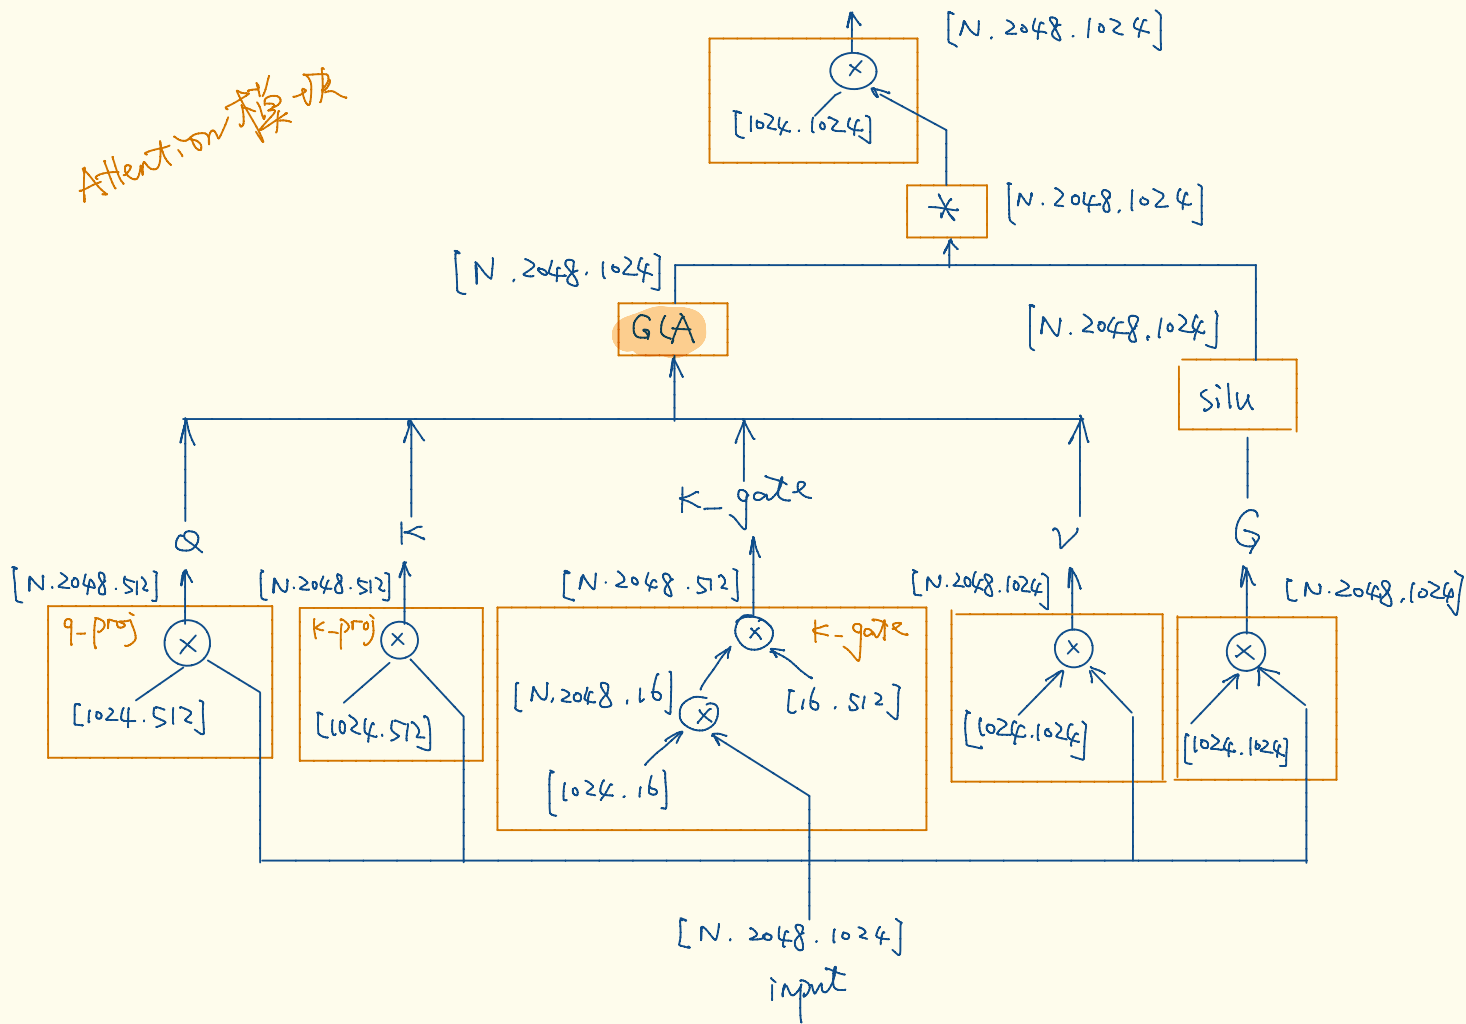 [N.2048.1024]
×
[1024.1024]
Attention模块
*
[N.2048.1024]
[N.2048.1024]
GLA
[N.2048.1024]
silu
K_gate
Q
K
V
G
[N.2048.512]
[N.2048.512]
[N.2048.512]
[N.2048.1024]
[N.2048.1024]
q_proj
×
k_proj
×
×
K_gate
×
×
[N.2048.16]
×
[16.512]
[1024.512]
[1024.512]
[1024.1024]
[1024.1024]
[1024.16]
[N.2048.1024]
input